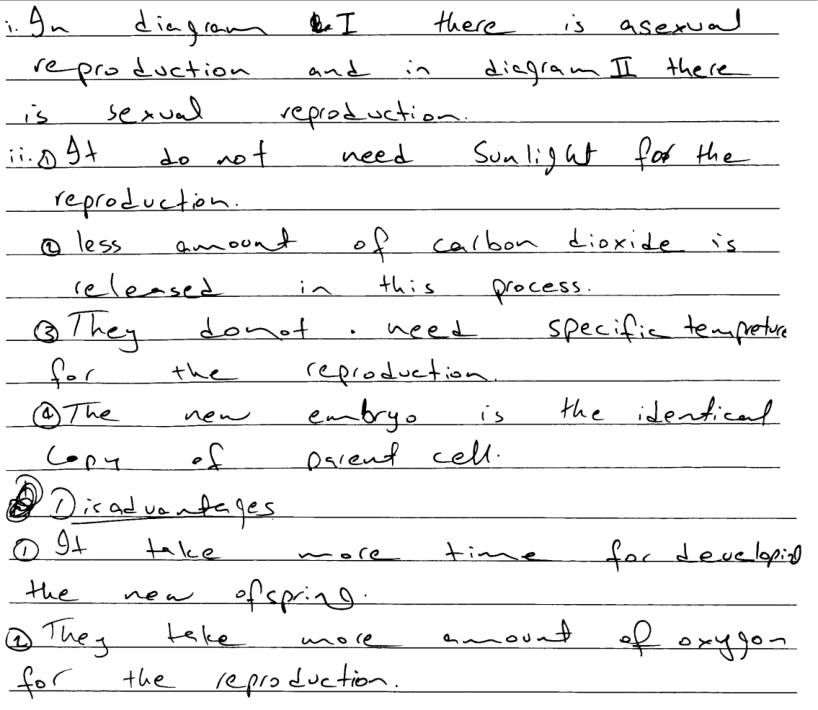 i. In diagram I there is asexual
reproduction and in diagram II there
is sexual reproduction.
ii. ① It do not need Sunlight for the
reproduction.
② less amount of carbon dioxide is
released in this process.
③ They donot . need specific tempreture
for the reproduction.
④ The new embryo is the identical
copy of parent cell.
Disadvantages
① It take more time for developing
the new ofspring.
② They take more amount of oxygon
for the reproduction.